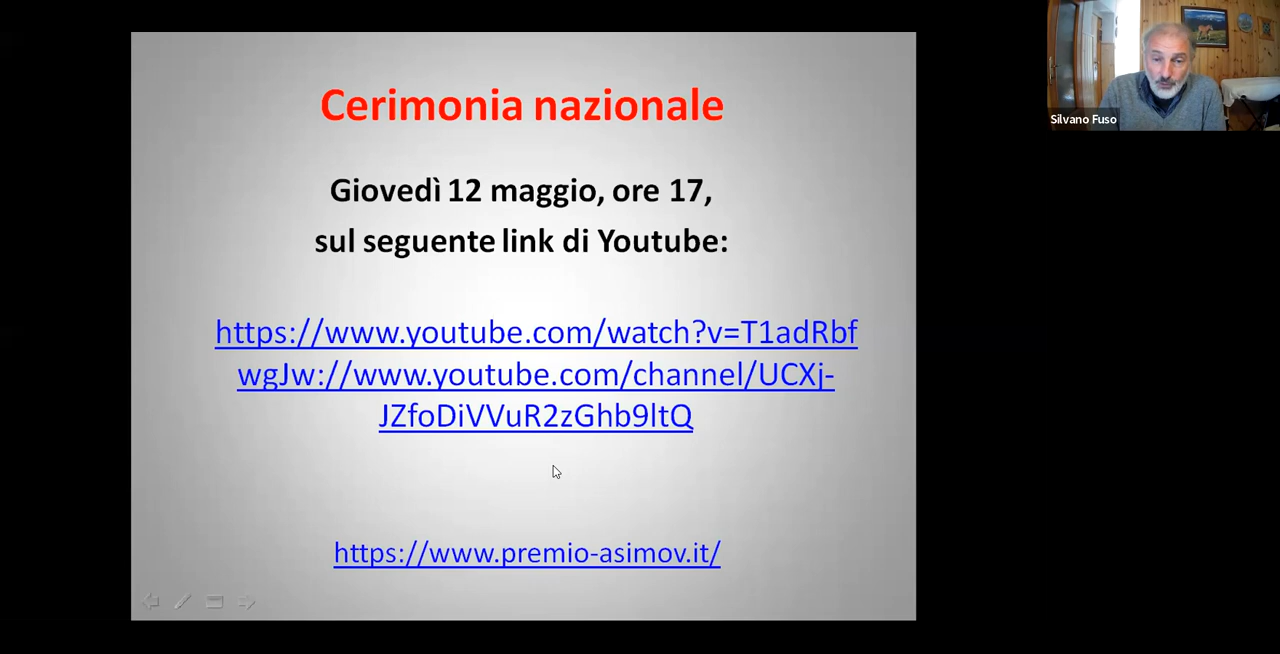 Cerimonia nazionale
Giovedì 12 maggio, ore 17,
sul seguente link di Youtube:
https://www.youtube.com/watch?v=T1adRbf
wgJw://www.youtube.com/channel/UCXj-
JZfoDiVVuR2zGhb9ltQ
https://www.premio-asimov.it/
Silvano Fuso